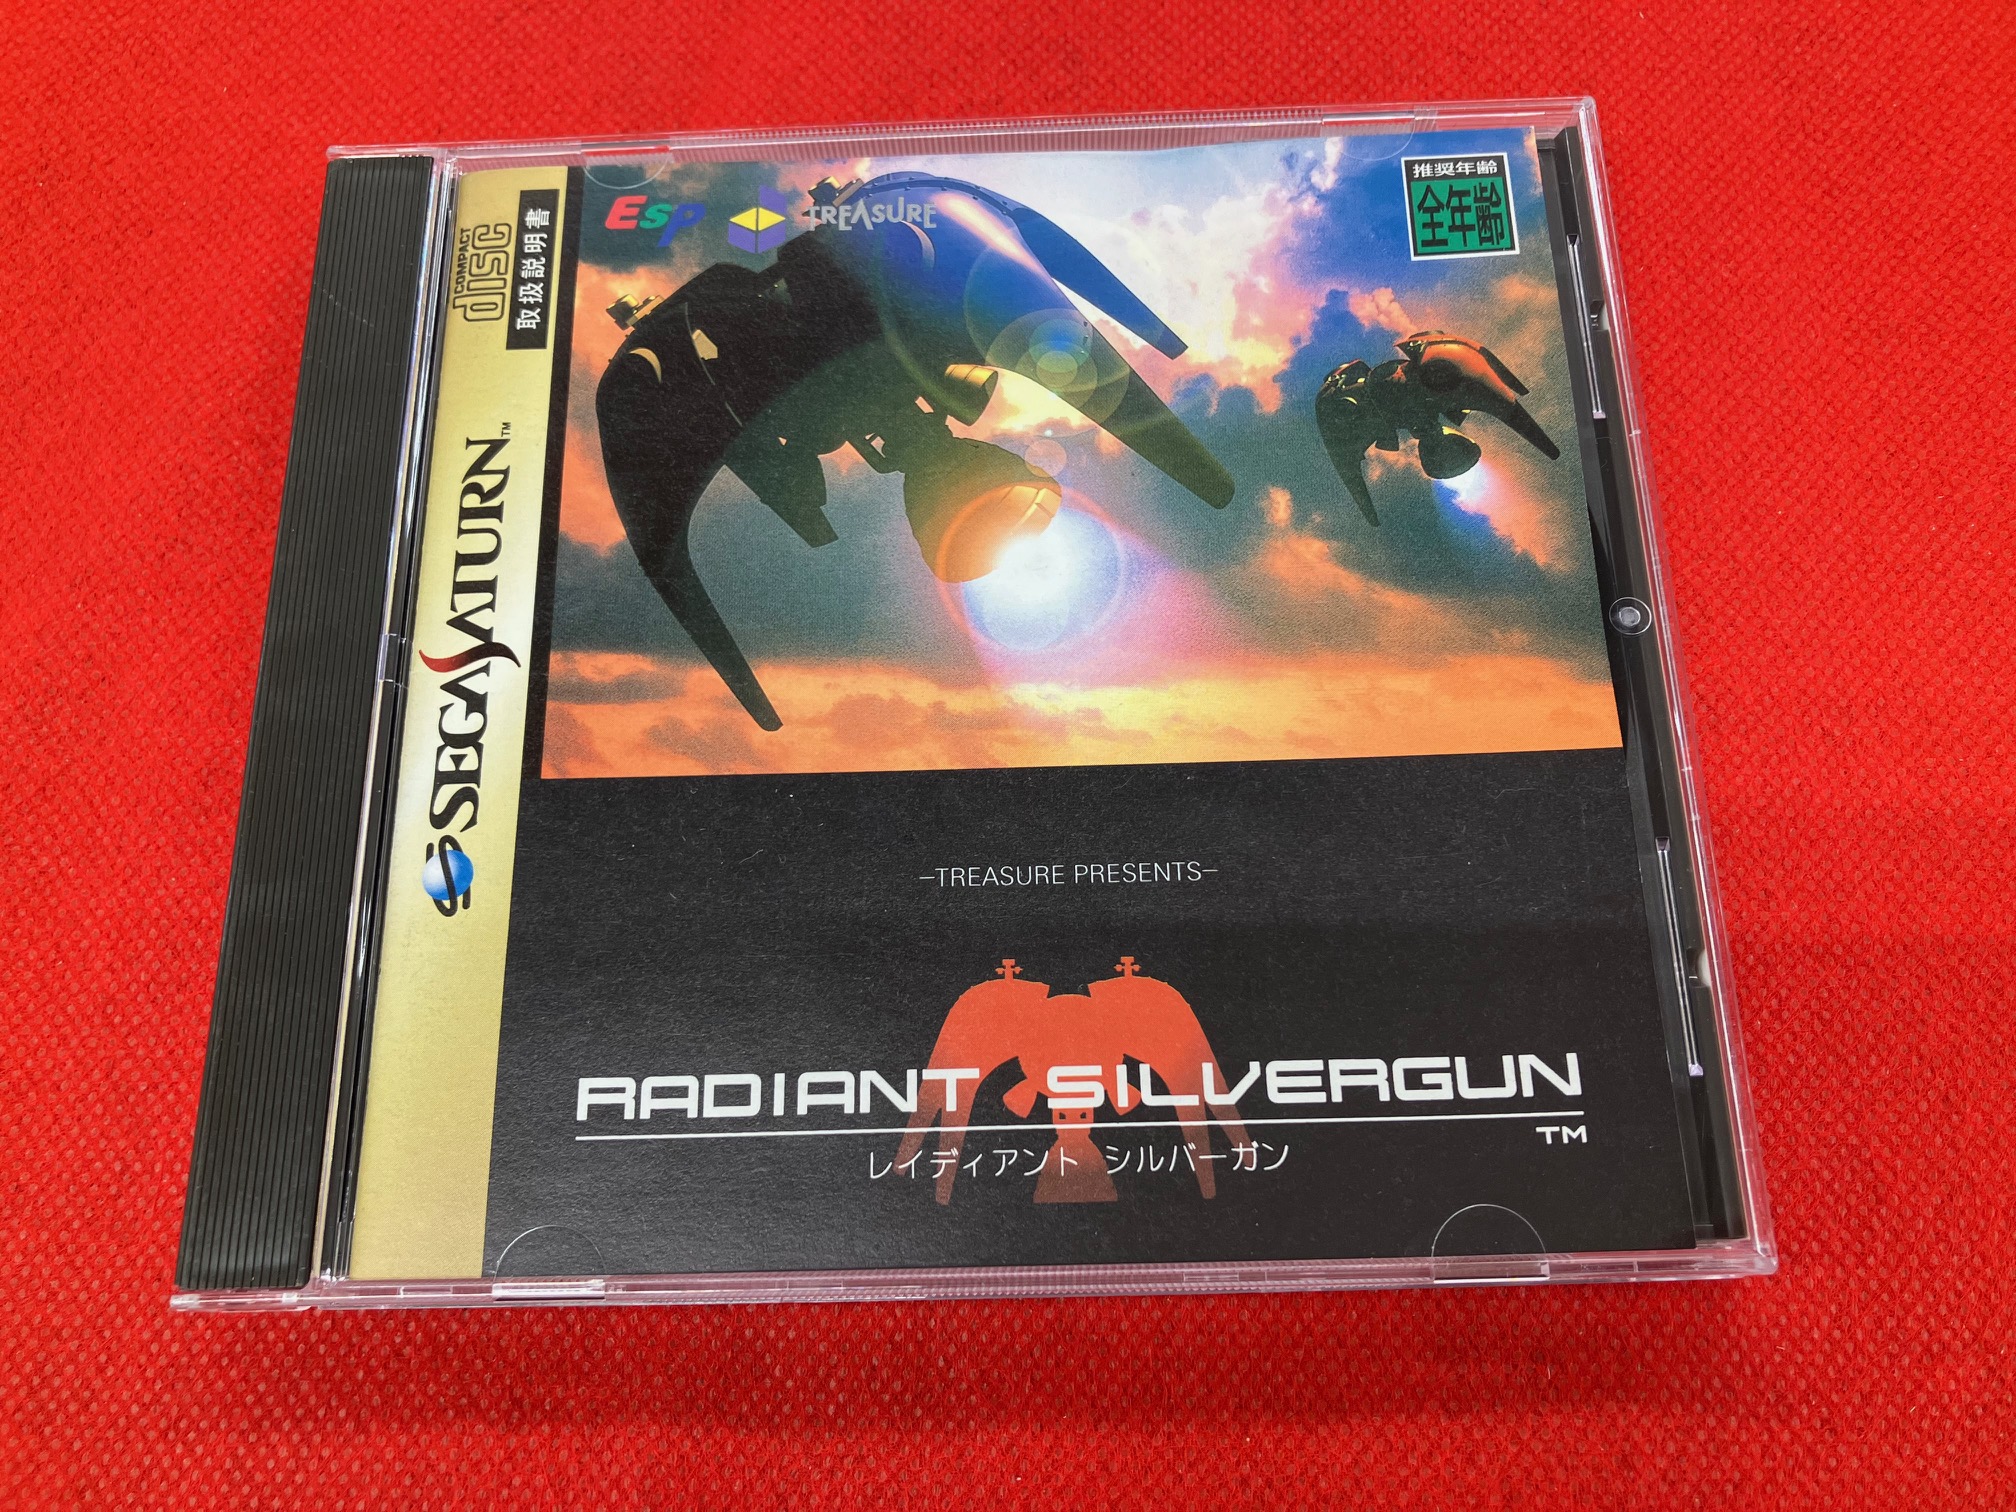 COMPACT
disc
取扱説明書
SEGA SATURN™
ESP
TREASURE
推奨年齢
全年齢
–TREASURE PRESENTS–
RADIANT SILVERGUN
TM
レイディアント シルバーガン